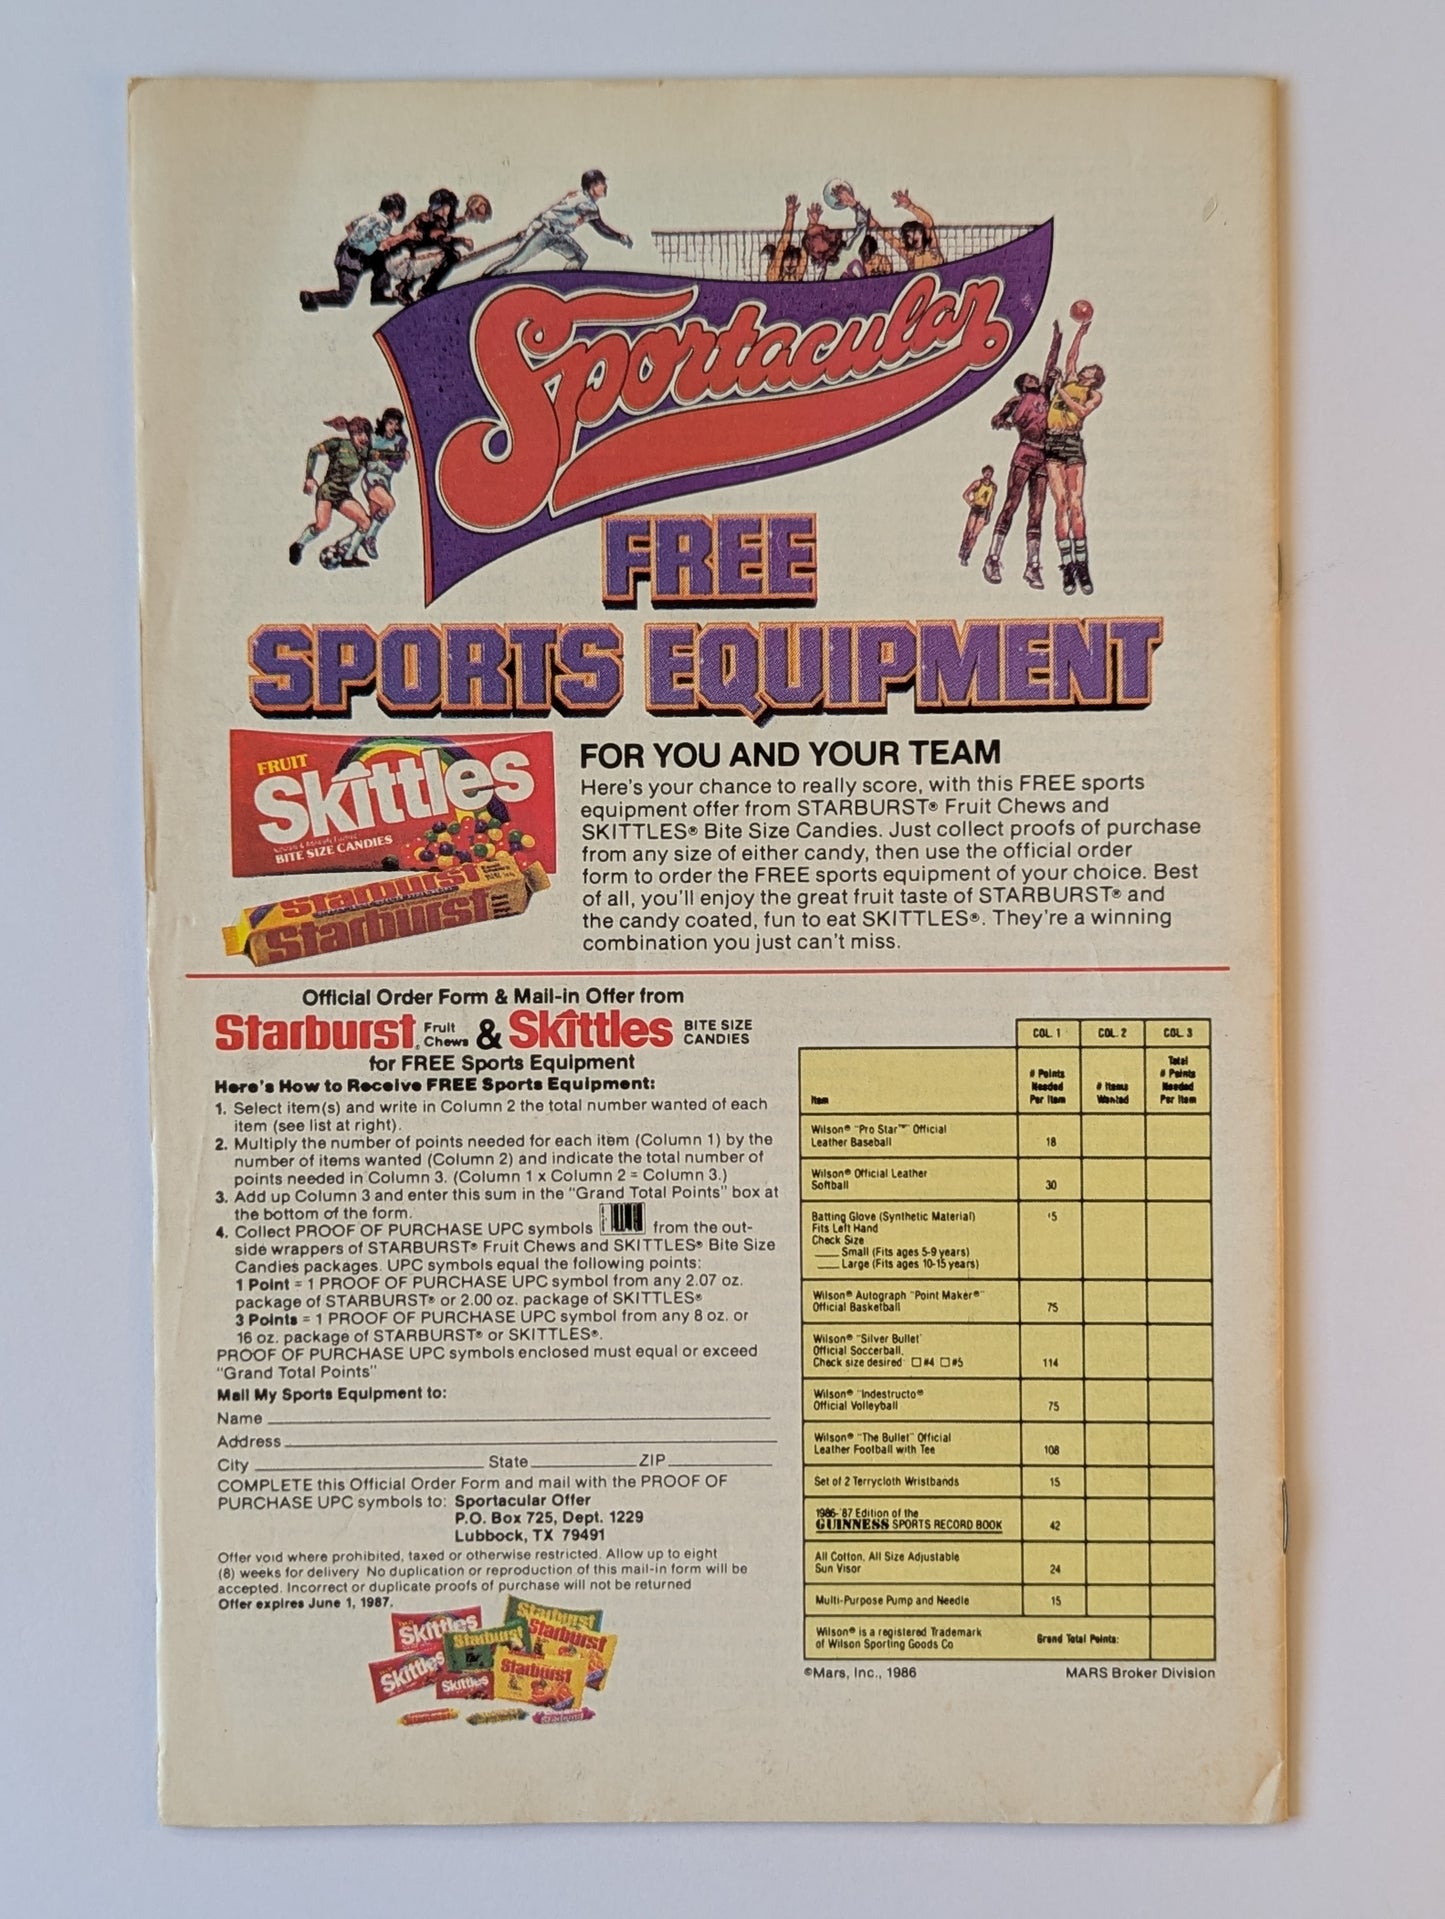 Sportacular
FREE
SPORTS EQUIPMENT
FRUIT
Skittles
BITE SIZE CANDIES
Starburst
Starburst
FOR YOU AND YOUR TEAM
Here's your chance to really score, with this FREE sports
equipment offer from STARBURST® Fruit Chews and
SKITTLES® Bite Size Candies. Just collect proofs of purchase
from any size of either candy, then use the official order
form to order the FREE sports equipment of your choice. Best
of all, you'll enjoy the great fruit taste of STARBURST® and
the candy coated, fun to eat SKITTLES®. They're a winning
combination you just can't miss.
Official Order Form & Mail-in Offer from
Starburst® Fruit Chews & Skittles BITE SIZE CANDIES
for FREE Sports Equipment
Here's How to Receive FREE Sports Equipment:
1. Select item(s) and write in Column 2 the total number wanted of each
item (see list at right).
2. Multiply the number of points needed for each item (Column 1) by the
number of items wanted (Column 2) and indicate the total number of
points needed in Column 3. (Column 1 x Column 2 = Column 3.)
3. Add up Column 3 and enter this sum in the "Grand Total Points" box at
the bottom of the form.
4. Collect PROOF OF PURCHASE UPC symbols from the out-
side wrappers of STARBURST® Fruit Chews and SKITTLES® Bite Size
Candies packages. UPC symbols equal the following points:
1 Point = 1 PROOF OF PURCHASE UPC symbol from any 2.07 oz.
package of STARBURST® or 2.00 oz. package of SKITTLES®
3 Points = 1 PROOF OF PURCHASE UPC symbol from any 8 oz. or
16 oz. package of STARBURST® or SKITTLES®.
PROOF OF PURCHASE UPC symbols enclosed must equal or exceed
"Grand Total Points"
Mail My Sports Equipment to:
Name
Address
City State ZIP
COMPLETE this Official Order Form and mail with the PROOF OF
PURCHASE UPC symbols to: Sportacular Offer
P.O. Box 725, Dept. 1229
Lubbock, TX 79491
Offer void where prohibited, taxed or otherwise restricted. Allow up to eight
(8) weeks for delivery No duplication or reproduction of this mail-in form will be
accepted. Incorrect or duplicate proofs of purchase will not be returned
Offer expires June 1, 1987.
Skittles
Starburst
Starburst
Starburst
Skittles
Skittles
Starburst
COL. 1 COL. 2 COL. 3
Item
# Points
Needed
Per Item
# Items
Wanted
Total
# Points
Needed
Per Item
Wilson® "Pro Star™" Official
Leather Baseball 18
Wilson® Official Leather
Softball 30
Batting Glove (Synthetic Material) 15
Fits Left Hand
Check Size
Small (Fits ages 5-9 years)
Large (Fits ages 10-15 years)
Wilson® Autograph "Point Maker®"
Official Basketball 75
Wilson® "Silver Bullet'
Official Soccerball.
Check size desired □ #4 □ #5 114
Wilson® "Indestructo®
Official Volleyball 75
Wilson® "The Bullet" Official
Leather Football with Tee 108
Set of 2 Terrycloth Wristbands 15
1986-'87 Edition of the
GUINNESS SPORTS RECORD BOOK 42
All Cotton, All Size Adjustable
Sun Visor 24
Multi-Purpose Pump and Needle 15
Wilson® is a registered Trademark
of Wilson Sporting Goods Co
Grand Total Points:
©Mars, Inc., 1986 MARS Broker Division